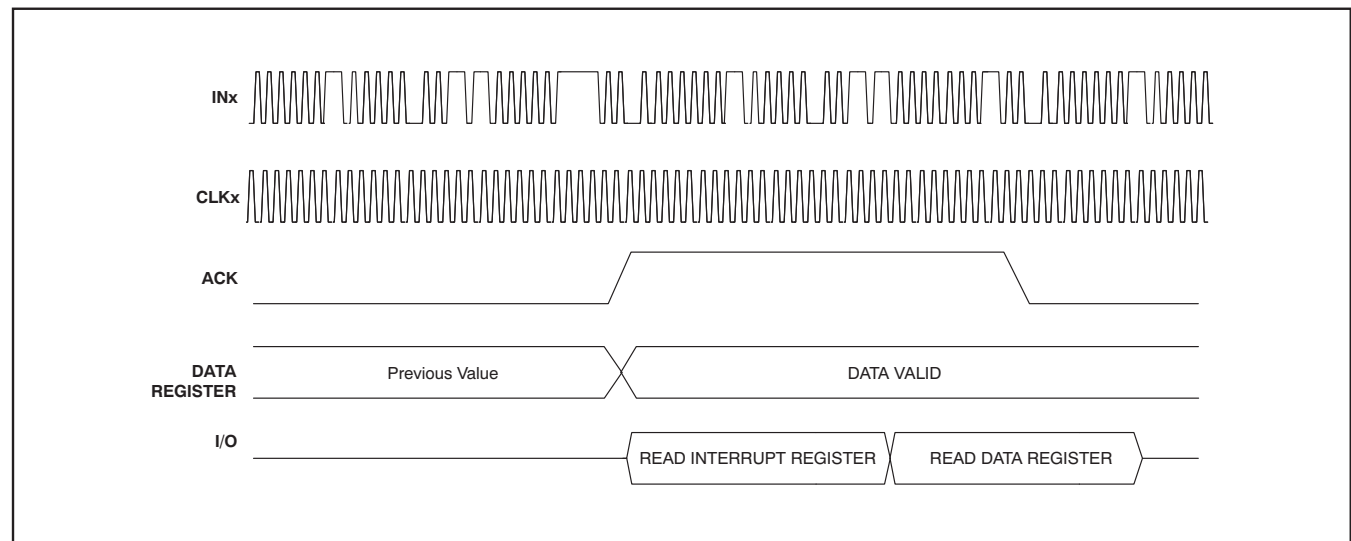 INx
CLKx
ACK
DATA
REGISTER
Previous Value
DATA VALID
I/O
READ INTERRUPT REGISTER
READ DATA REGISTER